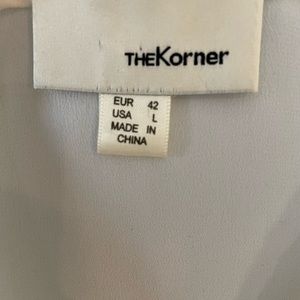 THEKorner
EUR 42
USA L
MADE IN
CHINA